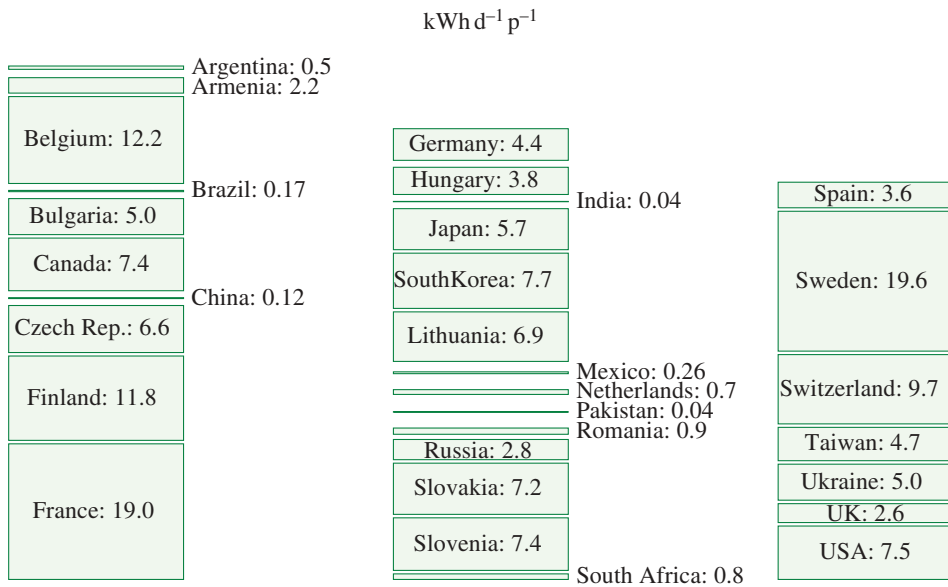 kWh d⁻¹ p⁻¹
Argentina: 0.5
Armenia: 2.2
Belgium: 12.2
Brazil: 0.17
Bulgaria: 5.0
Canada: 7.4
China: 0.12
Czech Rep.: 6.6
Finland: 11.8
France: 19.0
Germany: 4.4
Hungary: 3.8
India: 0.04
Japan: 5.7
SouthKorea: 7.7
Lithuania: 6.9
Mexico: 0.26
Netherlands: 0.7
Pakistan: 0.04
Romania: 0.9
Russia: 2.8
Slovakia: 7.2
Slovenia: 7.4
South Africa: 0.8
Spain: 3.6
Sweden: 19.6
Switzerland: 9.7
Taiwan: 4.7
Ukraine: 5.0
UK: 2.6
USA: 7.5